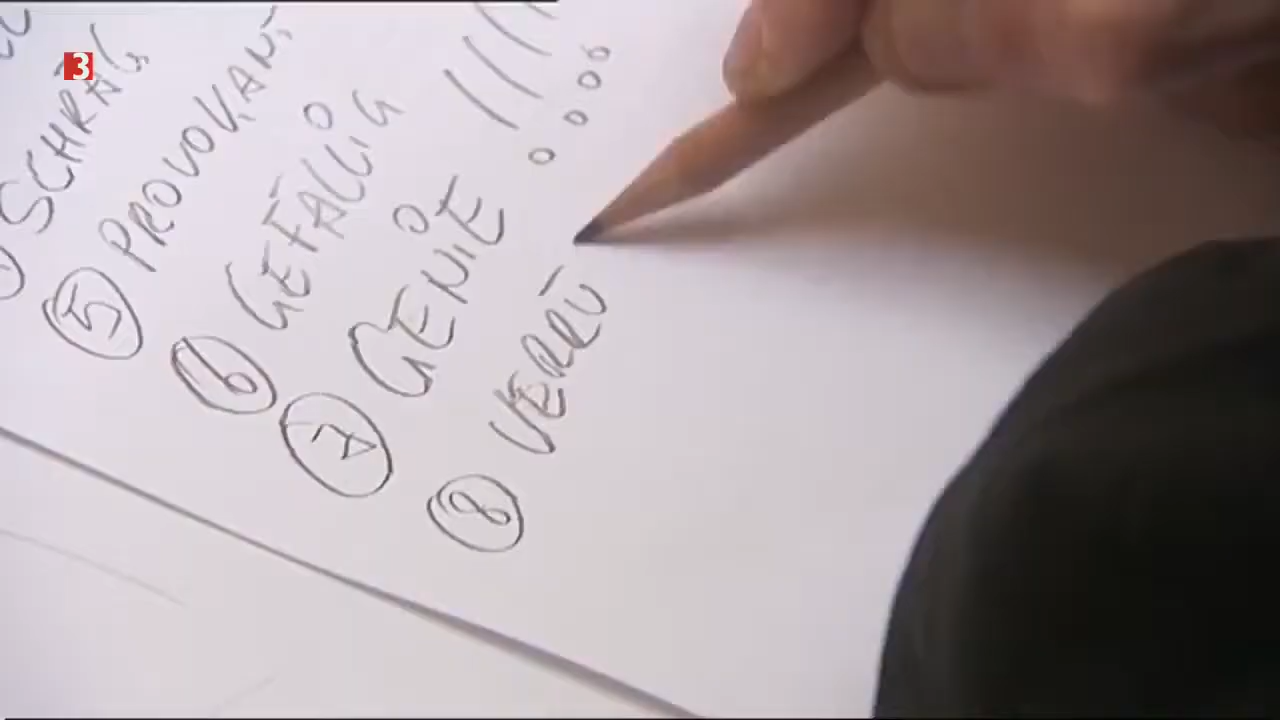 3
SCHRÄG
⑤ PROVOKANT
⑥ GEFÄLLIG
⑦ GENIE !!!!
⑧ VERRÜ